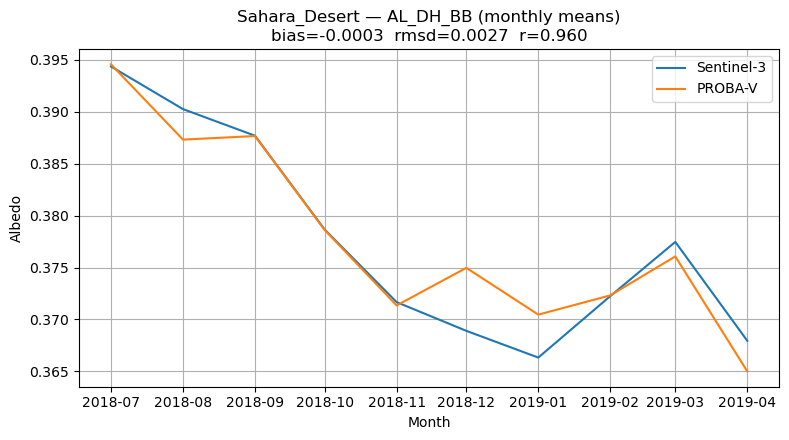 Sahara_Desert — AL_DH_BB (monthly means)
bias=-0.0003  rmsd=0.0027  r=0.960
Sentinel-3
PROBA-V
0.395
0.390
0.385
0.380
0.375
0.370
0.365
Albedo
2018-07 2018-08 2018-09 2018-10 2018-11 2018-12 2019-01 2019-02 2019-03 2019-04
Month